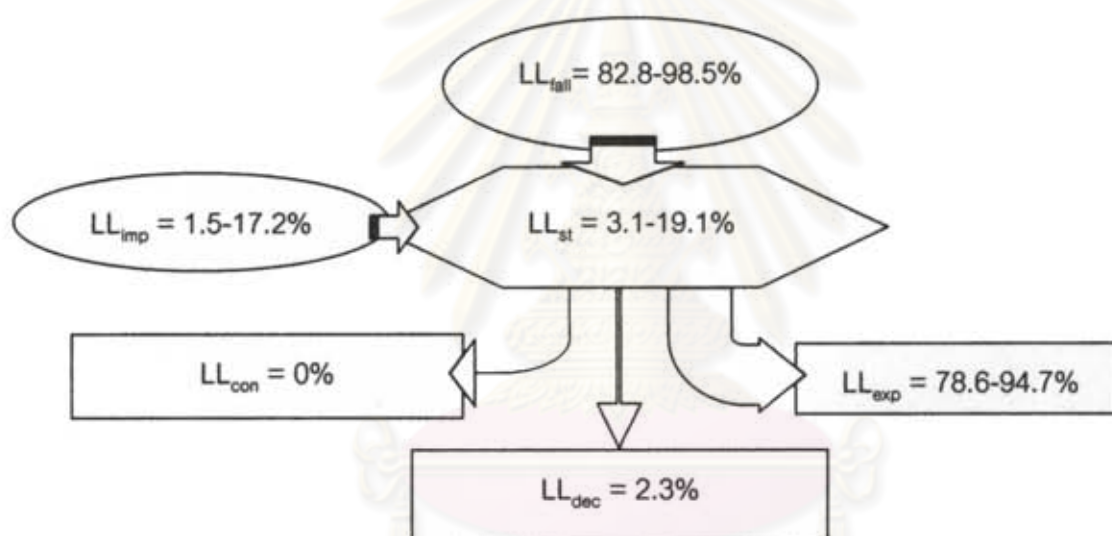 LL_fall = 82.8-98.5%
LL_imp = 1.5-17.2%
LL_st = 3.1-19.1%
LL_con = 0%
LL_exp = 78.6-94.7%
LL_dec = 2.3%